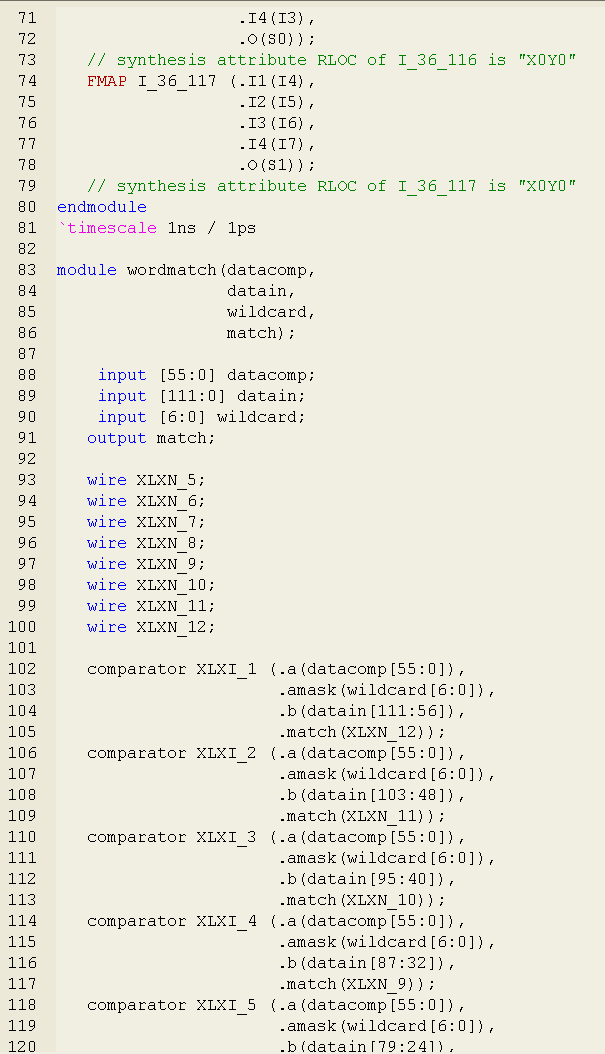 71                     .I4(I3),
72                     .O(S0));
73     // synthesis attribute RLOC of I_36_116 is "X0Y0"
74     FMAP I_36_117 (.I1(I4),
75                     .I2(I5),
76                     .I3(I6),
77                     .I4(I7),
78                     .O(S1));
79     // synthesis attribute RLOC of I_36_117 is "X0Y0"
80  endmodule
81  `timescale 1ns / 1ps
82
83  module wordmatch(datacomp,
84                   datain,
85                   wildcard,
86                   match);
87
88      input [55:0] datacomp;
89      input [111:0] datain;
90      input [6:0] wildcard;
91     output match;
92
93     wire XLXN_5;
94     wire XLXN_6;
95     wire XLXN_7;
96     wire XLXN_8;
97     wire XLXN_9;
98     wire XLXN_10;
99     wire XLXN_11;
100    wire XLXN_12;
101
102    comparator XLXI_1 (.a(datacomp[55:0]),
103                       .amask(wildcard[6:0]),
104                       .b(datain[111:56]),
105                       .match(XLXN_12));
106    comparator XLXI_2 (.a(datacomp[55:0]),
107                       .amask(wildcard[6:0]),
108                       .b(datain[103:48]),
109                       .match(XLXN_11));
110    comparator XLXI_3 (.a(datacomp[55:0]),
111                       .amask(wildcard[6:0]),
112                       .b(datain[95:40]),
113                       .match(XLXN_10));
114    comparator XLXI_4 (.a(datacomp[55:0]),
115                       .amask(wildcard[6:0]),
116                       .b(datain[87:32]),
117                       .match(XLXN_9));
118    comparator XLXI_5 (.a(datacomp[55:0]),
119                       .amask(wildcard[6:0]),
120                       .b(datain[79:24]),